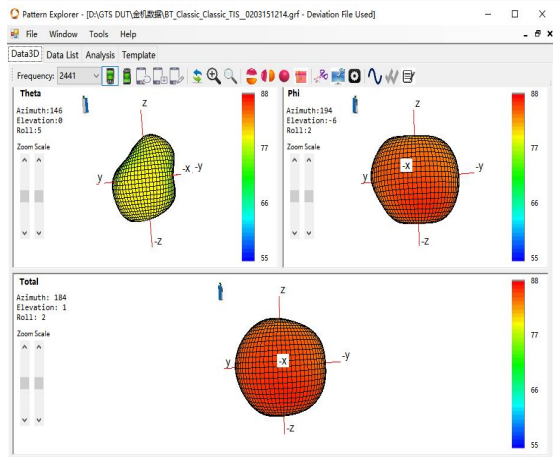 Pattern Explorer - [D:\GTS DUT\金机数据\BT_Classic_Classic_TIS__0203151214.grf - Deviation File Used]
File Window Tools Help
Data3D Data List Analysis Template
Frequency: 2441
Theta
Azimuth:146
Elevation:0
Roll:5
Zoom Scale
Z
y
-x -y
-Z
88
77
66
55
Phi
Azimuth:194
Elevation:-6
Roll:2
Zoom Scale
Z
y
-X
-y
-Z
88
77
66
55
Total
Azimuth: 184
Elevation: 1
Roll: 2
Zoom Scale
Z
y
-X
-y
-Z
88
77
66
55